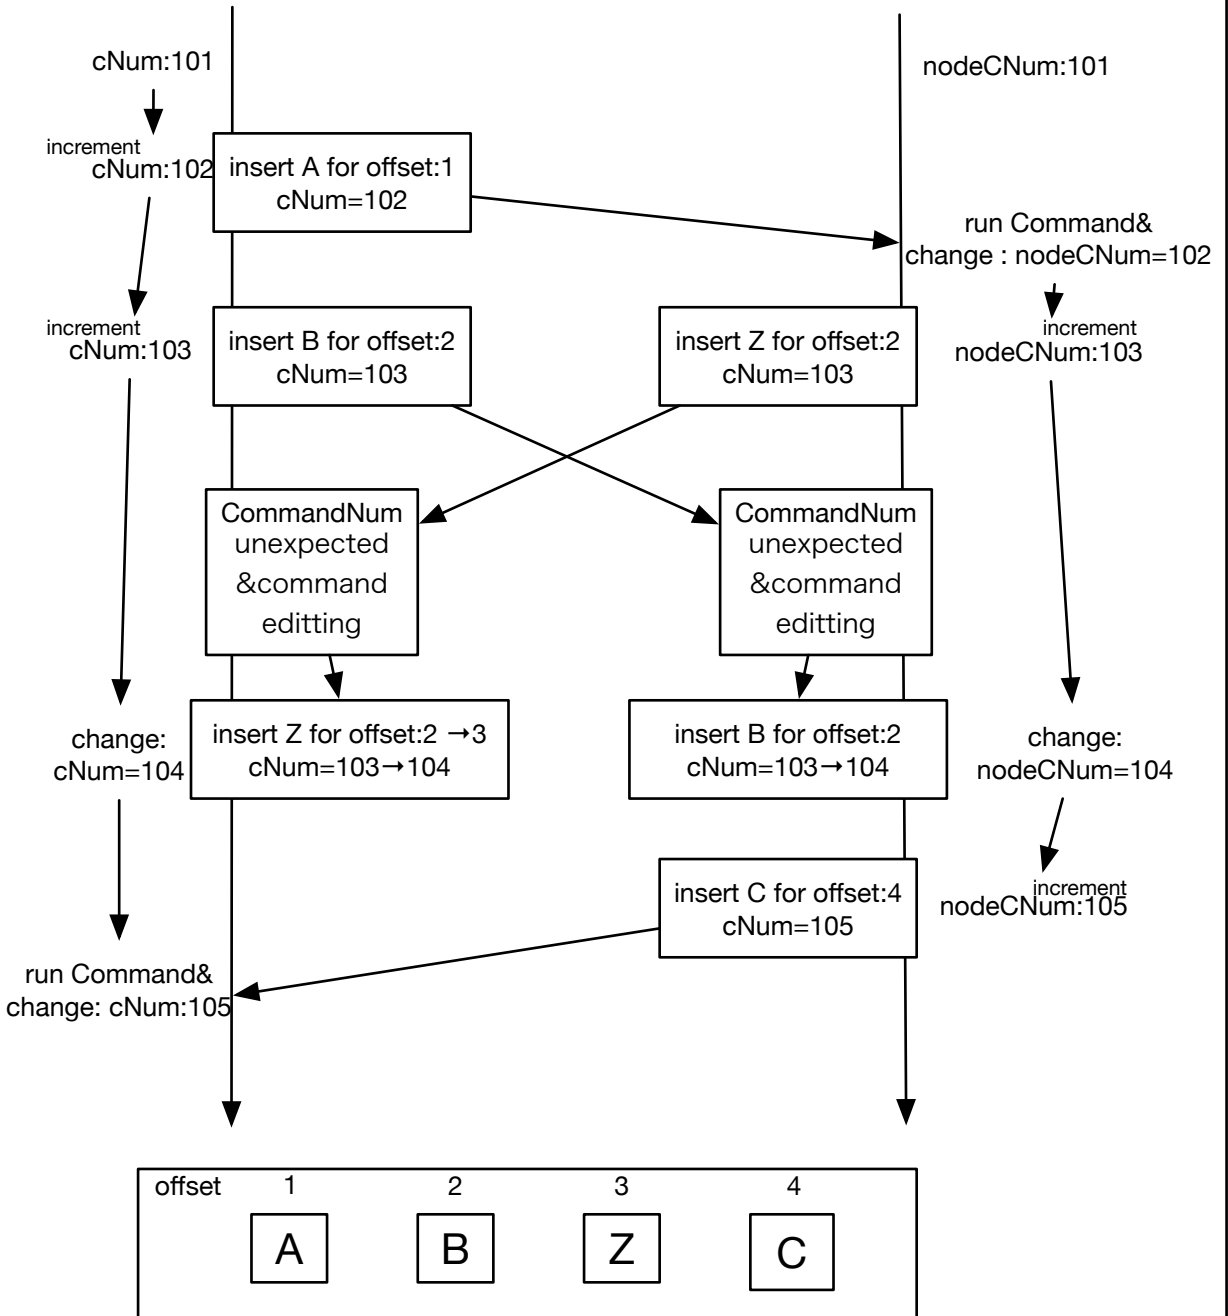 cNum:101
nodeCNum:101
increment
cNum:102
insert A for offset:1
cNum=102
run Command&
change : nodeCNum=102
increment
cNum:103
insert B for offset:2
cNum=103
insert Z for offset:2
cNum=103
increment
nodeCNum:103
CommandNum
unexpected
&command
editting
CommandNum
unexpected
&command
editting
change:
cNum=104
insert Z for offset:2 →3
cNum=103→104
insert B for offset:2
cNum=103→104
change:
nodeCNum=104
insert C for offset:4
cNum=105
increment
nodeCNum:105
run Command&
change: cNum:105
offset 1 2 3 4
A B Z C